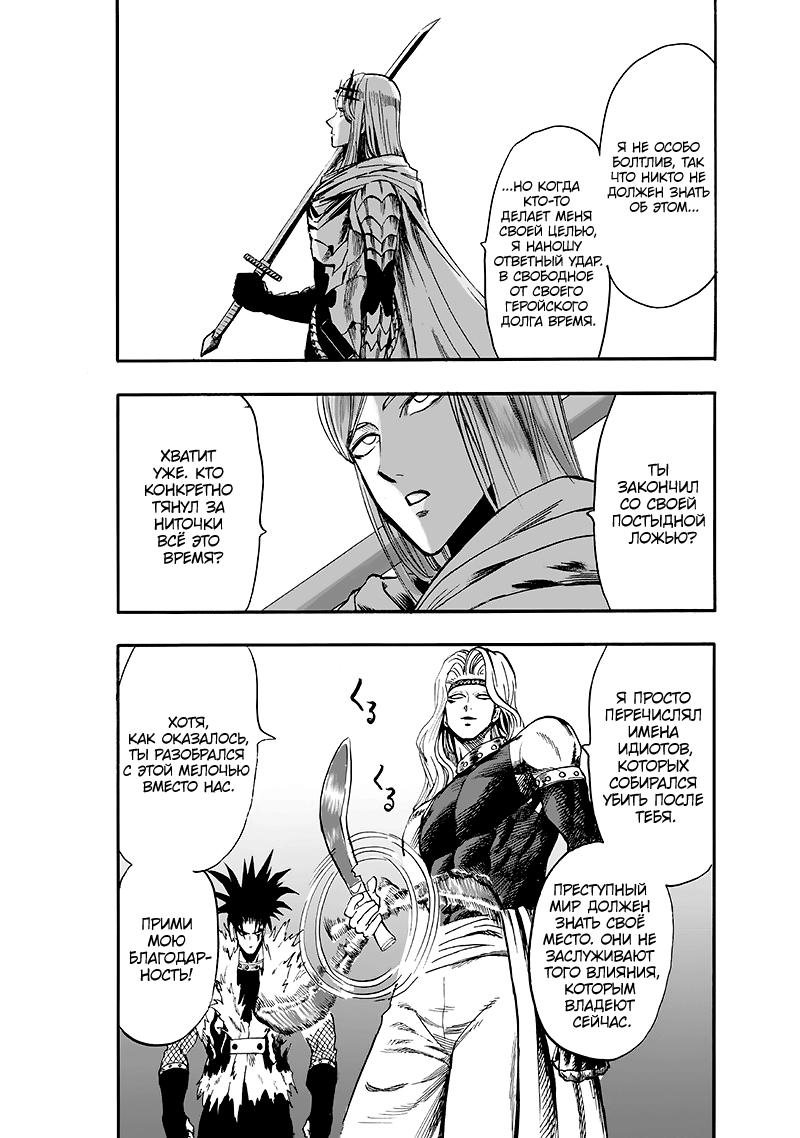 Я НЕ ОСОБО
БОЛТЛИВ, ТАК
ЧТО НИКТО НЕ
ДОЛЖЕН ЗНАТЬ
ОБ ЭТОМ...
...НО КОГДА
КТО-ТО
ДЕЛАЕТ МЕНЯ
СВОЕЙ ЦЕЛЬЮ,
Я НАНОШУ
ОТВЕТНЫЙ УДАР.
В СВОБОДНОЕ
ОТ СВОЕГО
ГЕРОЙСКОГО
ДОЛГА ВРЕМЯ.
ТЫ
ЗАКОНЧИЛ
СО СВОЕЙ
ПОСТЫДНОЙ
ЛОЖЬЮ?
ХВАТИТ
УЖЕ. КТО
КОНКРЕТНО
ТЯНУЛ ЗА
НИТОЧКИ
ВСЁ ЭТО
ВРЕМЯ?
Я ПРОСТО
ПЕРЕЧИСЛЯЛ
ИМЕНА
ИДИОТОВ,
КОТОРЫХ
СОБИРАЛСЯ
УБИТЬ ПОСЛЕ
ТЕБЯ.
ПРЕСТУПНЫЙ
МИР ДОЛЖЕН
ЗНАТЬ СВОЁ
МЕСТО. ОНИ НЕ
ЗАСЛУЖИВАЮТ
ТОГО ВЛИЯНИЯ,
КОТОРЫМ
ВЛАДЕЮТ
СЕЙЧАС.
くる
くる
ХОТЯ,
КАК ОКАЗАЛОСЬ,
ТЫ РАЗОБРАЛСЯ
С ЭТОЙ МЕЛОЧЬЮ
ВМЕСТО НАС.
ПРИМИ
МОЮ
БЛАГОДАР-
НОСТЬ!